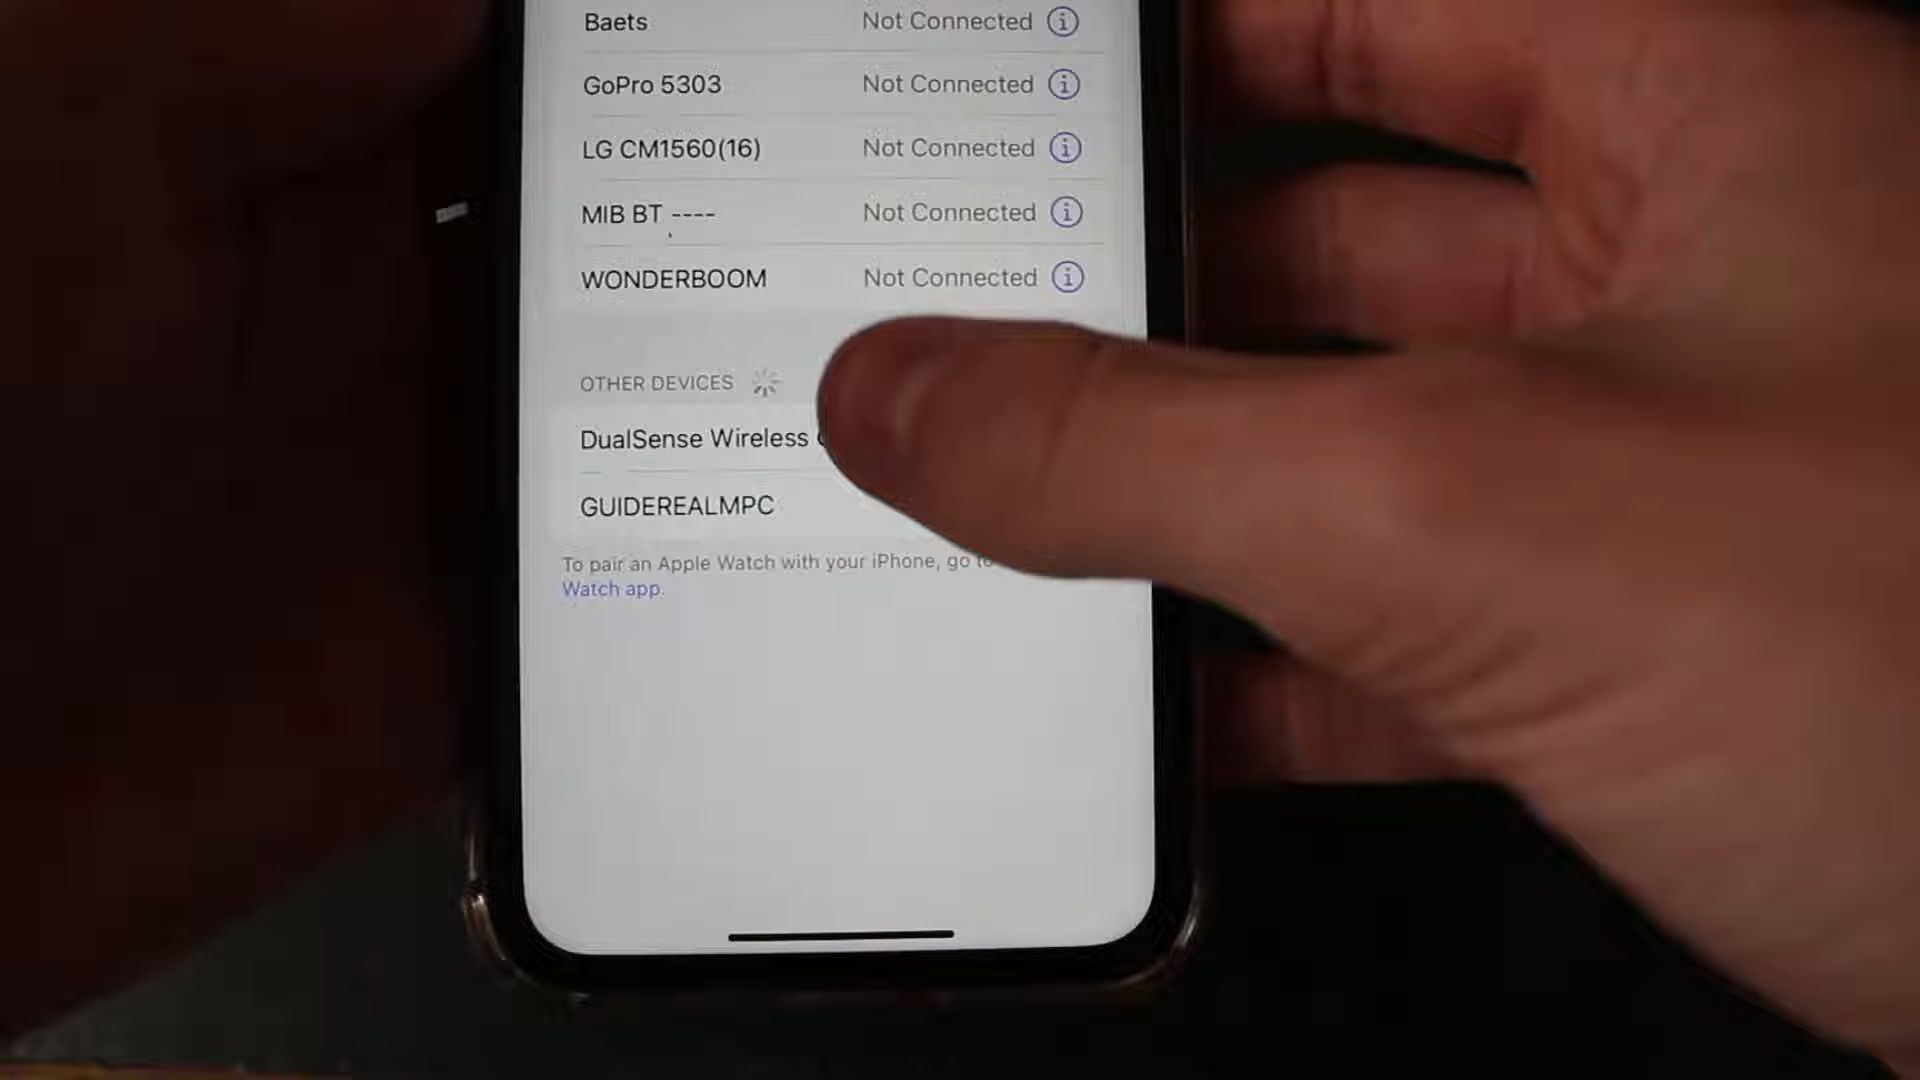 Baets Not Connected
GoPro 5303 Not Connected
LG CM1560(16) Not Connected
MIB BT ---- Not Connected
WONDERBOOM Not Connected
OTHER DEVICES
DualSense Wireless
GUIDEREALMPC
To pair an Apple Watch with your iPhone, go to
Watch app.